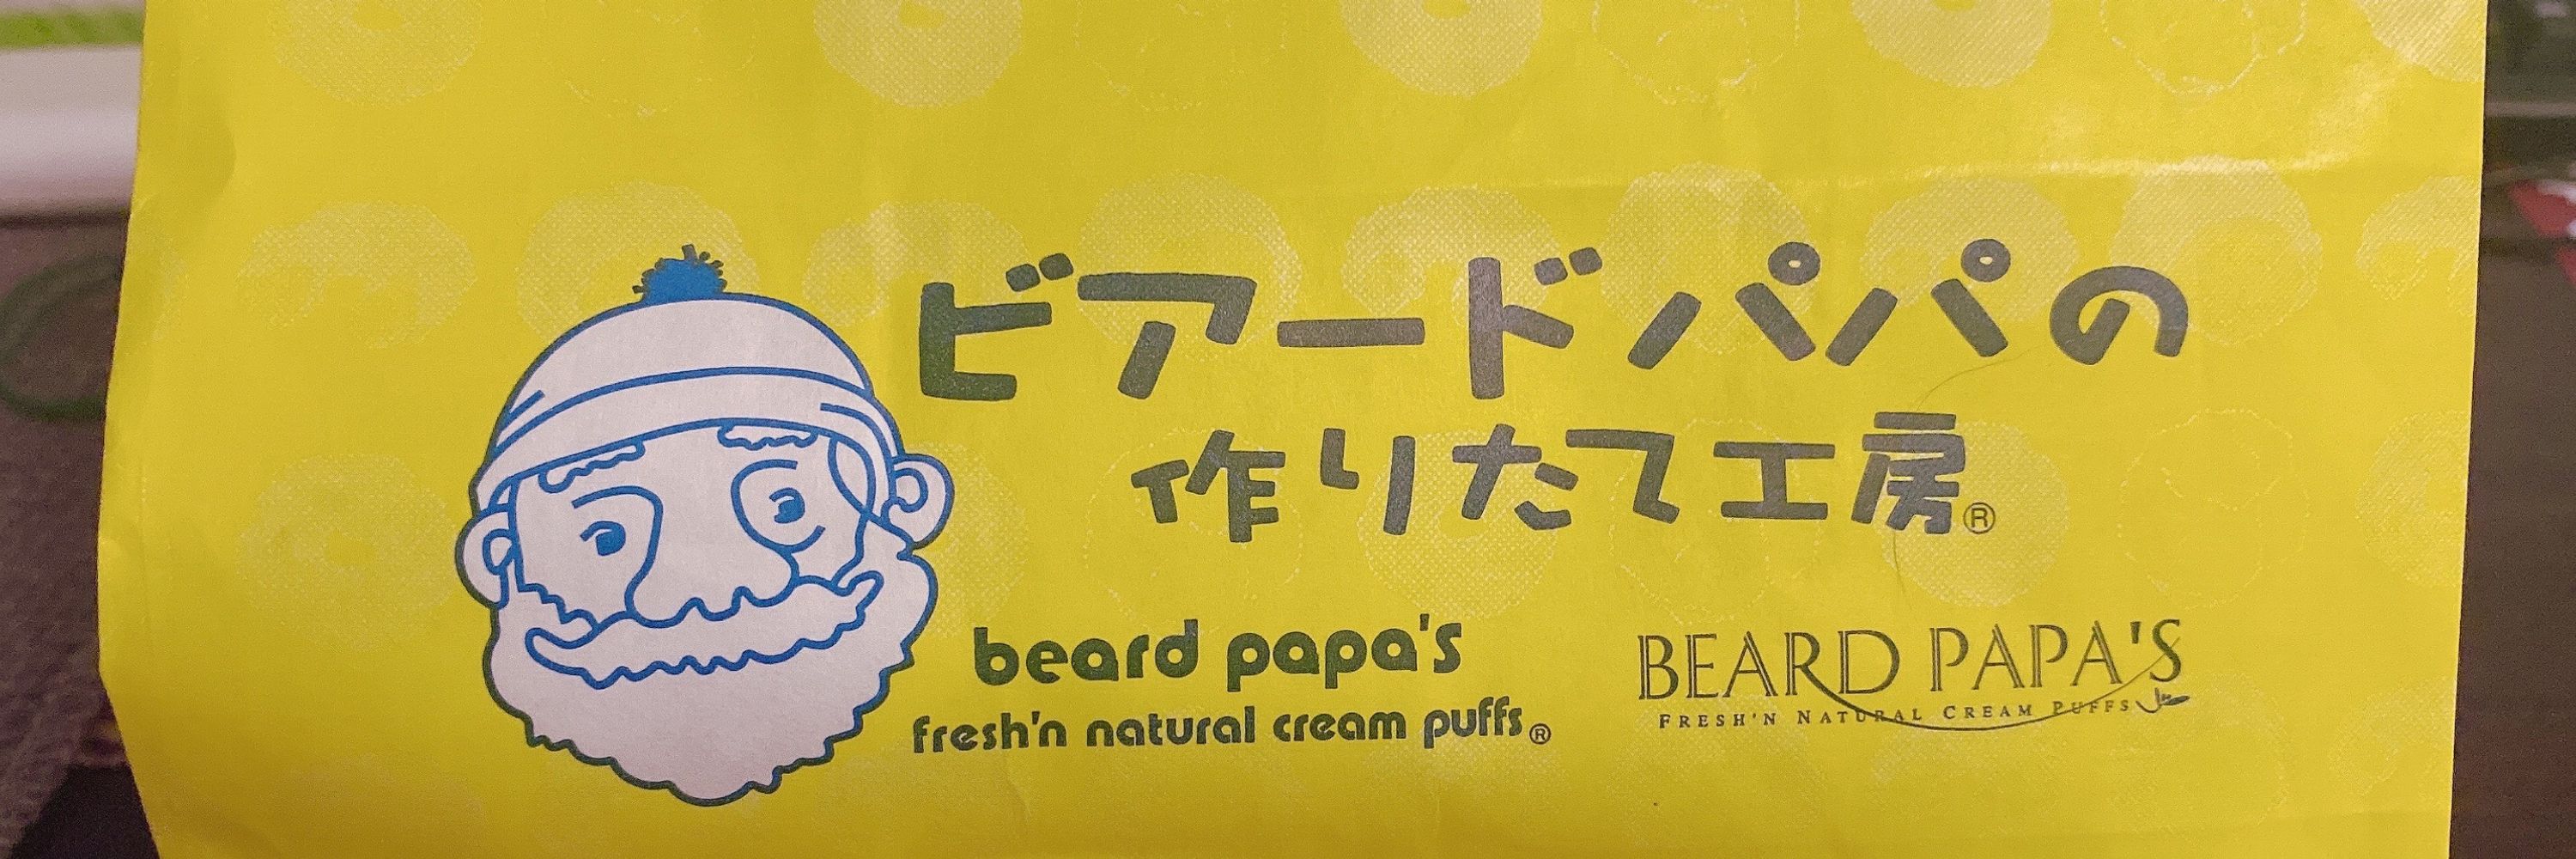 ビアードパパの
作りたて工房®
beard papa's
fresh'n natural cream puffs®
BEARD PAPA'S
FRESH'N NATURAL CREAM PUFFS